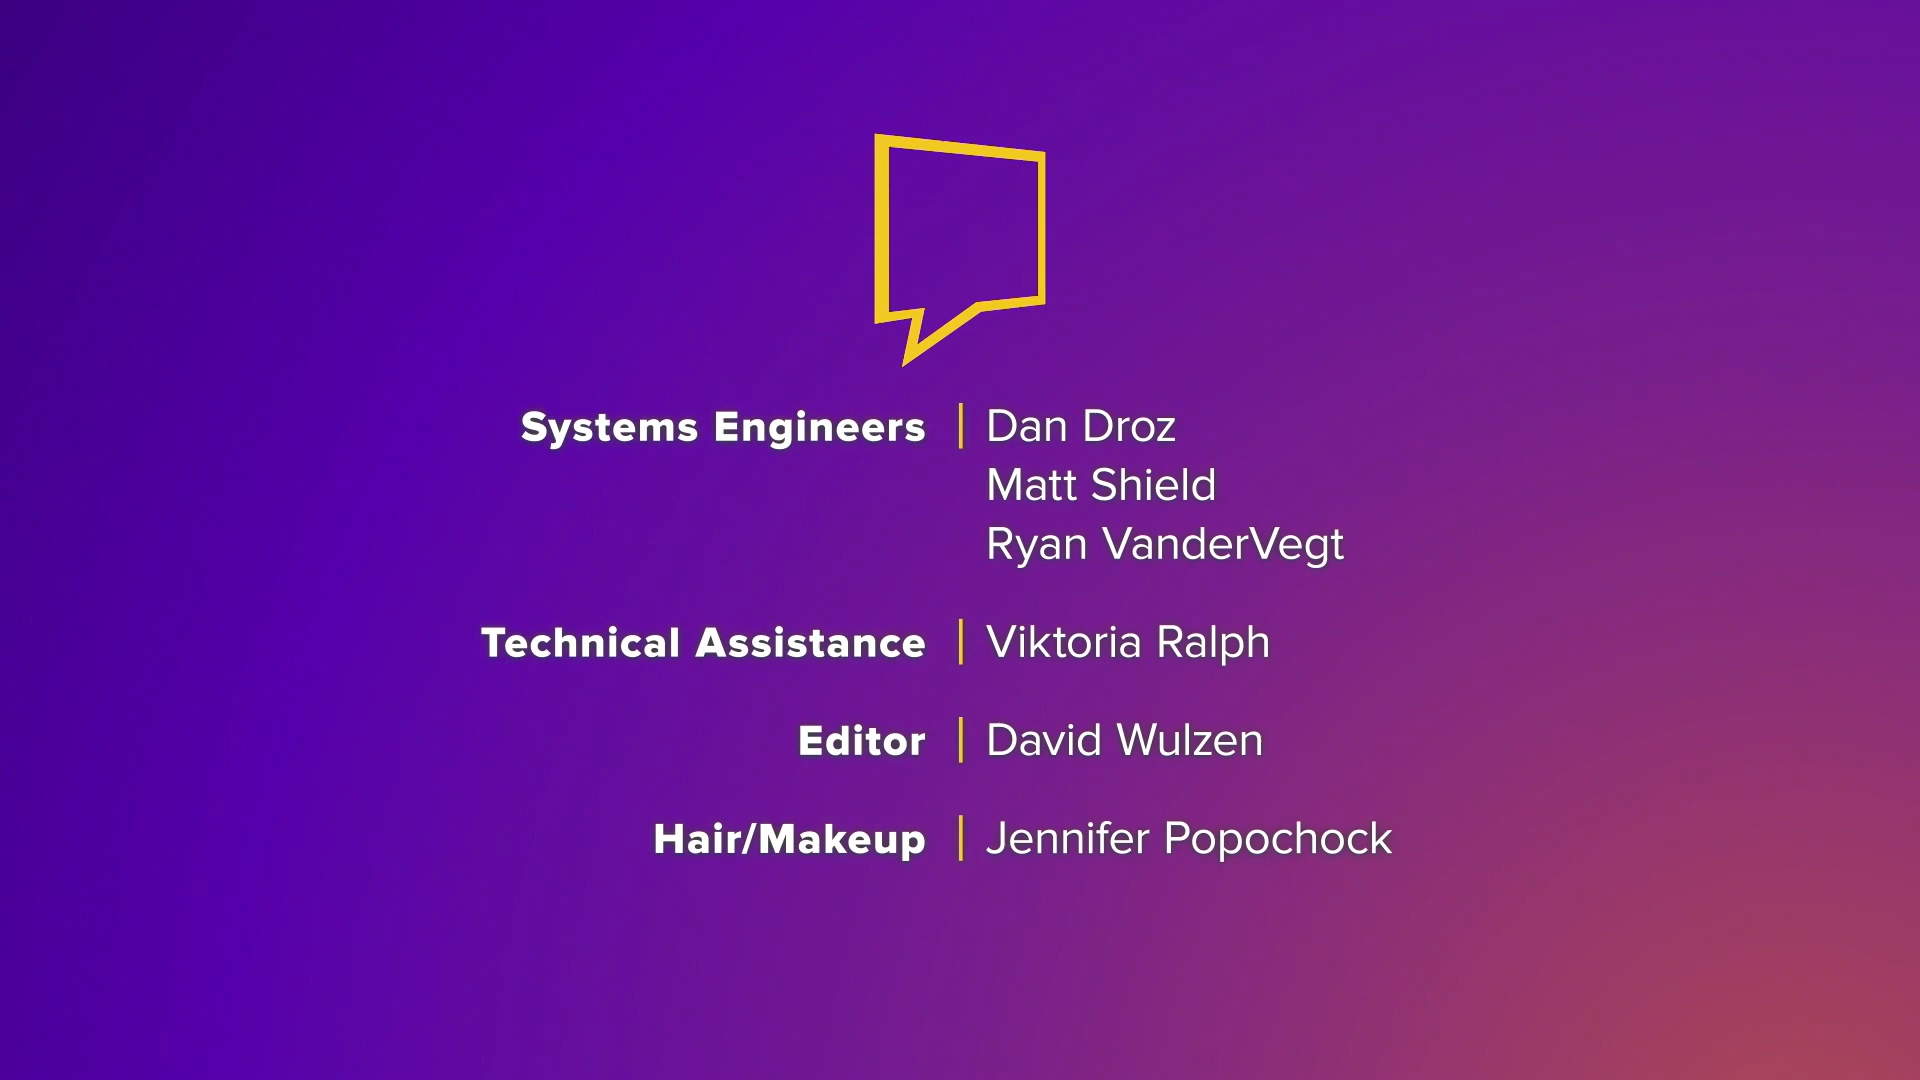 Systems Engineers | Dan Droz
Matt Shield
Ryan VanderVegt
Technical Assistance | Viktoria Ralph
Editor | David Wulzen
Hair/Makeup | Jennifer Popochock